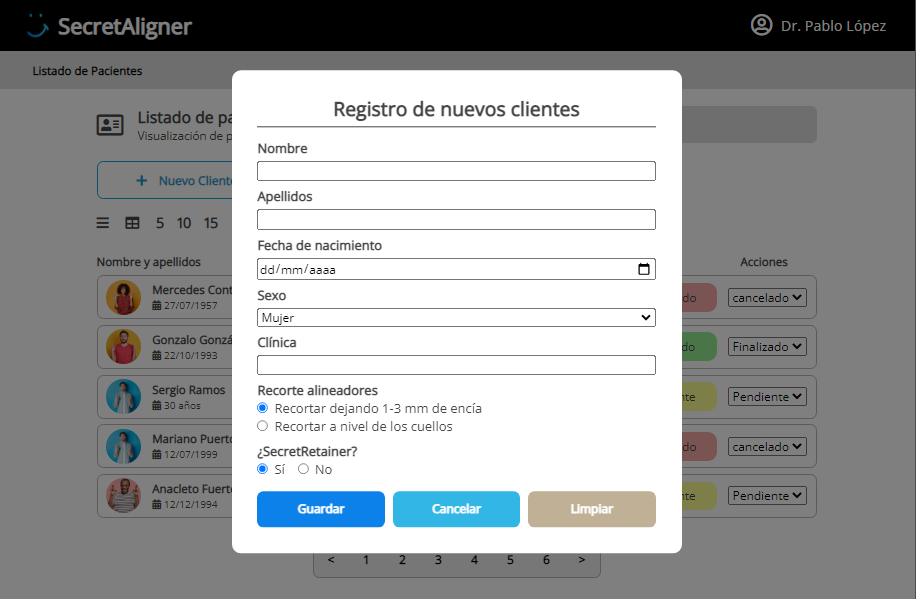 SecretAligner
Dr. Pablo López
Listado de Pacientes
Listado de pa
Visualización de p
+ Nuevo Cliente
5 10 15
Nombre y apellidos
Acciones
Mercedes Cont
27/07/1957
do
cancelado
Gonzalo Gonzá
22/10/1993
do
Finalizado
Sergio Ramos
30 años
nte
Pendiente
Mariano Puerto
12/07/1999
do
cancelado
Anacleto Fuerte
12/12/1994
nte
Pendiente
< 1 2 3 4 5 6 >
Registro de nuevos clientes
Nombre
Apellidos
Fecha de nacimiento
dd/mm/aaaa
Sexo
Mujer
Clínica
Recorte alineadores
Recortar dejando 1-3 mm de encía
Recortar a nivel de los cuellos
¿SecretRetainer?
Sí No
Guardar
Cancelar
Limpiar